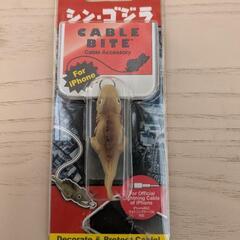 シン・ゴジラ
CABLE
BITE
Cable Accessory
For
iPhone
For Official
Lightning Cable
of iPhone
Decorate & Protect Cable!